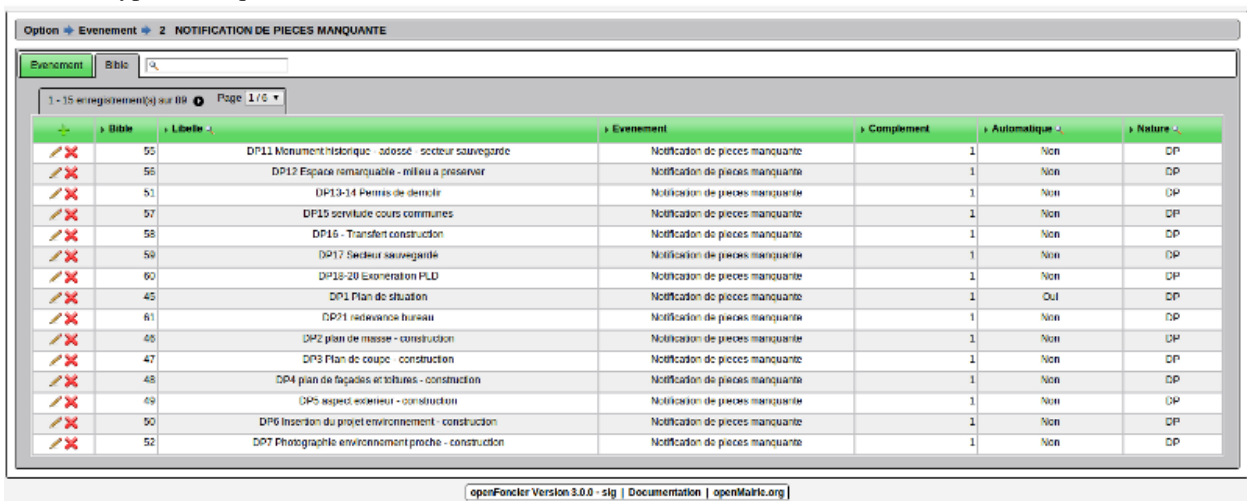 Option Evenement 2 NOTIFICATION DE PIECES MANQUANTE
Evenement Bible
1 - 15 enregistrement(s) sur 89 Page 1 / 6
Bible Libelle Evenement Complement Automatique Nature
55 DP11 Monument historique - adossé - secteur sauvegarde Notification de pieces manquante 1 Non DP
56 DP12 Espace remarquable - milieu a preserver Notification de pieces manquante 1 Non DP
51 DP13-14 Permis de demolir Notification de pieces manquante 1 Non DP
57 DP15 servitude cours communes Notification de pieces manquante 1 Non DP
58 DP16 - Transfert construction Notification de pieces manquante 1 Non DP
59 DP17 Secteur sauvegardé Notification de pieces manquante 1 Non DP
60 DP18-20 Exoneration PLD Notification de pieces manquante 1 Non DP
45 DP1 Plan de situation Notification de pieces manquante 1 Oui DP
61 DP21 redevance bureau Notification de pieces manquante 1 Non DP
46 DP2 plan de masse - construction Notification de pieces manquante 1 Non DP
47 DP3 Plan de coupe - construction Notification de pieces manquante 1 Non DP
48 DP4 plan de façades et toitures - construction Notification de pieces manquante 1 Non DP
49 DP5 aspect exterieur - construction Notification de pieces manquante 1 Non DP
50 DP6 Insertion du projet environnement - construction Notification de pieces manquante 1 Non DP
52 DP7 Photographie environnement proche - construction Notification de pieces manquante 1 Non DP
openFoncier Version 3.0.0 - sig | Documentation | openMairie.org